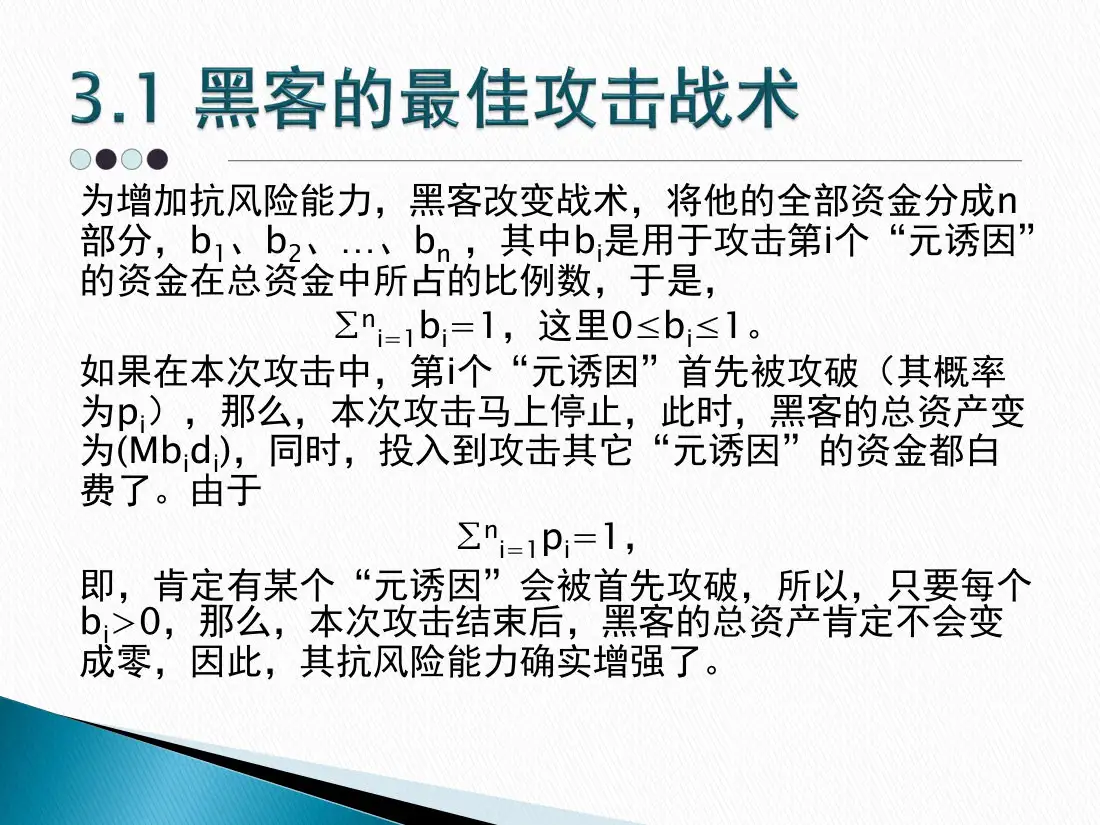 3.1 黑客的最佳攻击战术
为增加抗风险能力，黑客改变战术，将他的全部资金分成n
部分，b₁、b₂、…、bₙ ，其中bᵢ是用于攻击第i个“元诱因”
的资金在总资金中所占的比例数，于是，
∑ⁿᵢ₌₁bᵢ=1，这里0≤bᵢ≤1。
如果在本次攻击中，第i个“元诱因”首先被攻破（其概率
为pᵢ），那么，本次攻击马上停止，此时，黑客的总资产变
为(Mbᵢdᵢ)，同时，投入到攻击其它“元诱因”的资金都白
费了。由于
∑ⁿᵢ₌₁pᵢ=1，
即，肯定有某个“元诱因”会被首先攻破，所以，只要每个
bᵢ>0，那么，本次攻击结束后，黑客的总资产肯定不会变
成零，因此，其抗风险能力确实增强了。